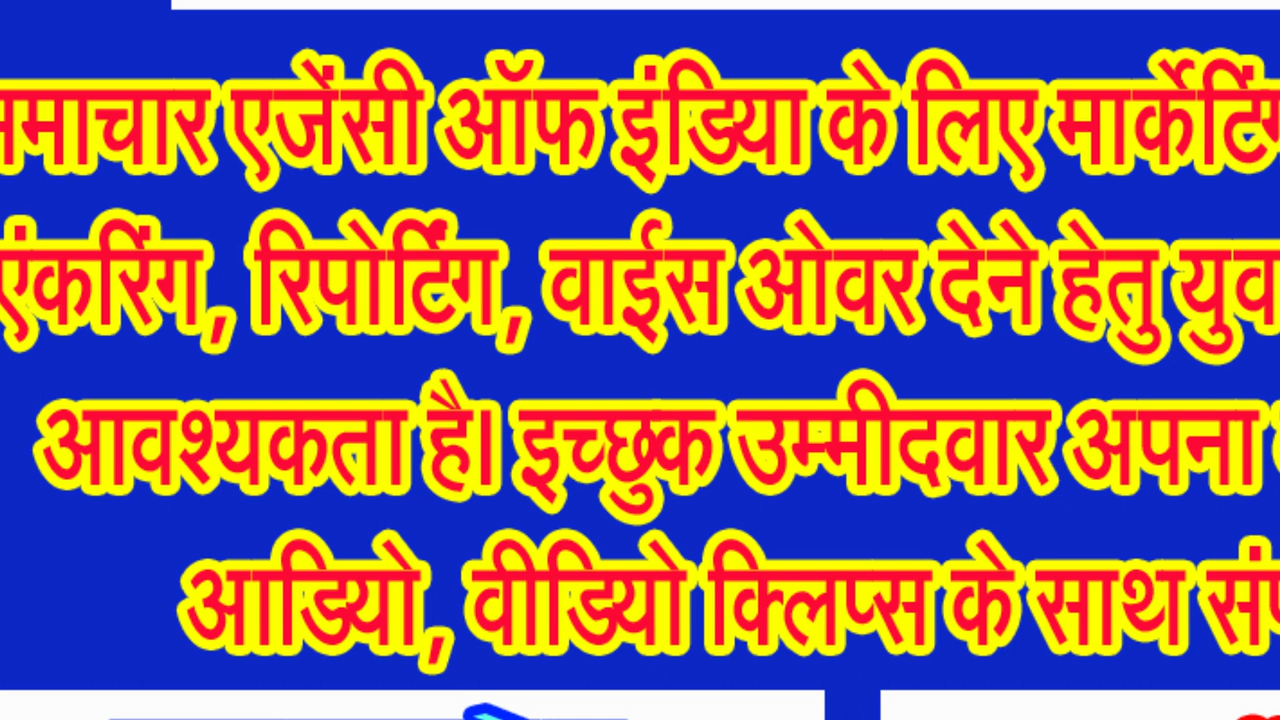 समाचार एजेंसी ऑफ इंडिया के लिए मार्केटिंग
एंकरिंग, रिपोर्टिंग, वाईस ओवर देने हेतु
आवश्यकता है। इच्छुक उम्मीदवार अपना
आडियो, वीडियो क्लिप्स के साथ